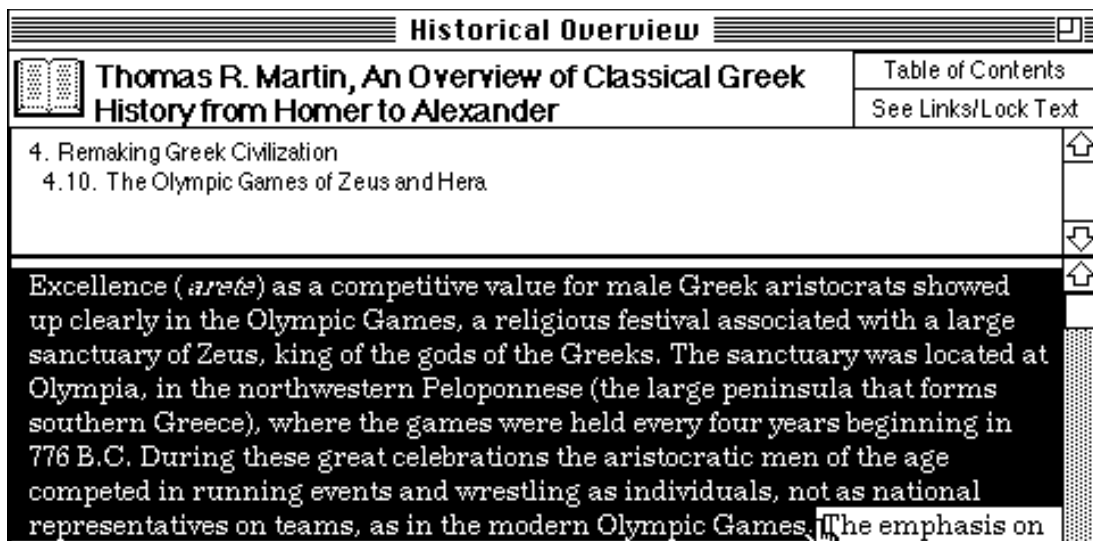 Historical Overview
Thomas R. Martin, An Overview of Classical Greek
History from Homer to Alexander
Table of Contents
See Links/Lock Text
4. Remaking Greek Civilization
4.10. The Olympic Games of Zeus and Hera
Excellence (arete) as a competitive value for male Greek aristocrats showed
up clearly in the Olympic Games, a religious festival associated with a large
sanctuary of Zeus, king of the gods of the Greeks. The sanctuary was located at
Olympia, in the northwestern Peloponnese (the large peninsula that forms
southern Greece), where the games were held every four years beginning in
776 B.C. During these great celebrations the aristocratic men of the age
competed in running events and wrestling as individuals, not as national
representatives on teams, as in the modern Olympic Games. The emphasis on